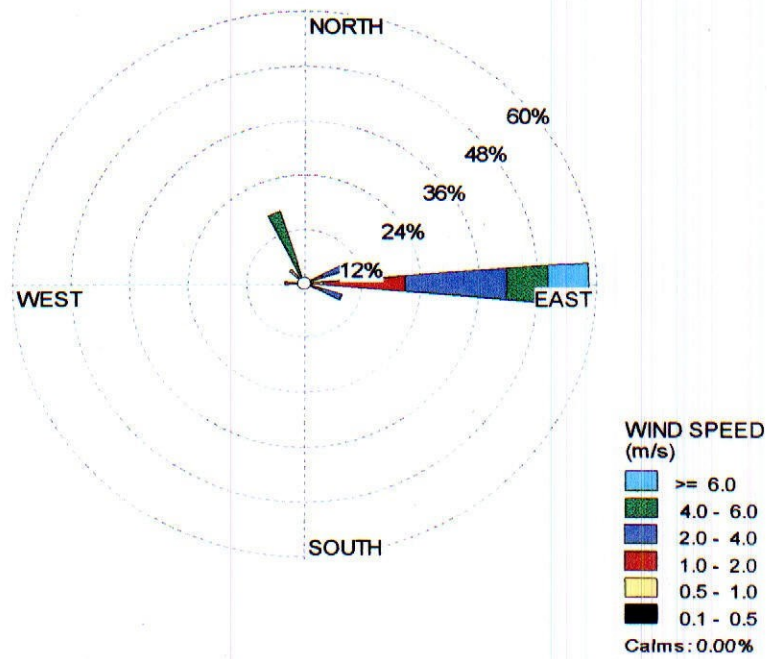 NORTH
60%
48%
36%
24%
12%
WEST
EAST
SOUTH
WIND SPEED
(m/s)
>= 6.0
4.0 - 6.0
2.0 - 4.0
1.0 - 2.0
0.5 - 1.0
0.1 - 0.5
Calms: 0.00%